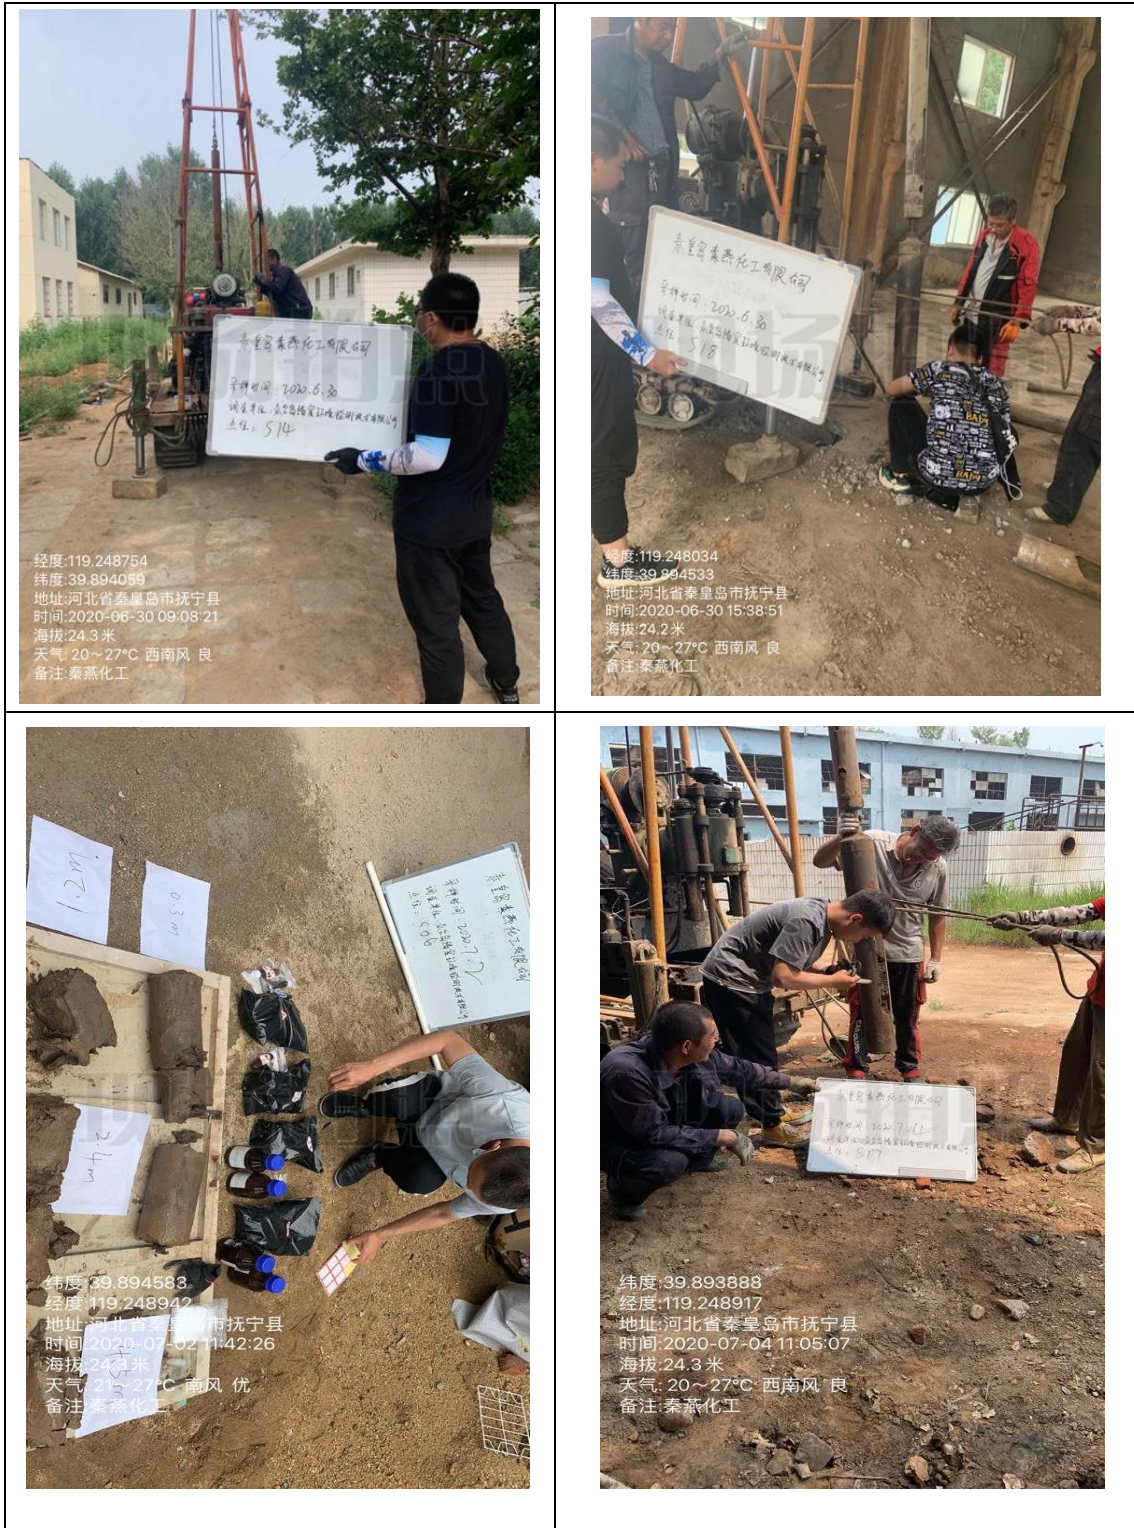 秦皇岛秦燕化工有限公司
采样时间：2020.6.30
点位：S14
经度:119.248754
纬度:39.894059
地址:河北省秦皇岛市抚宁县
时间:2020-06-30 09:08:21
海拔:24.3米
天气: 20～27℃ 西南风 良
备注:秦燕化工
秦皇岛秦燕化工有限公司
采样时间：2020.6.30
点位：S18
经度:119.248034
纬度:39.894533
地址:河北省秦皇岛市抚宁县
时间:2020-06-30 15:38:51
海拔:24.2米
天气: 20～27℃ 西南风 良
备注:秦燕化工
1.2m
0.3m
2.4m
秦皇岛秦燕化工有限公司
采样时间：2020.7.2
点位：S06
纬度:39.894583
经度:119.248942
地址:河北省秦皇岛市抚宁县
时间:2020-07-02 11:42:26
海拔:24.3米
天气: 21～27℃ 南风 优
备注:秦燕化工
秦皇岛秦燕化工有限公司
点位：S17
纬度:39.893888
经度:119.248917
地址:河北省秦皇岛市抚宁县
时间:2020-07-04 11:05:07
海拔:24.3米
天气: 20～27℃ 西南风 良
备注:秦燕化工